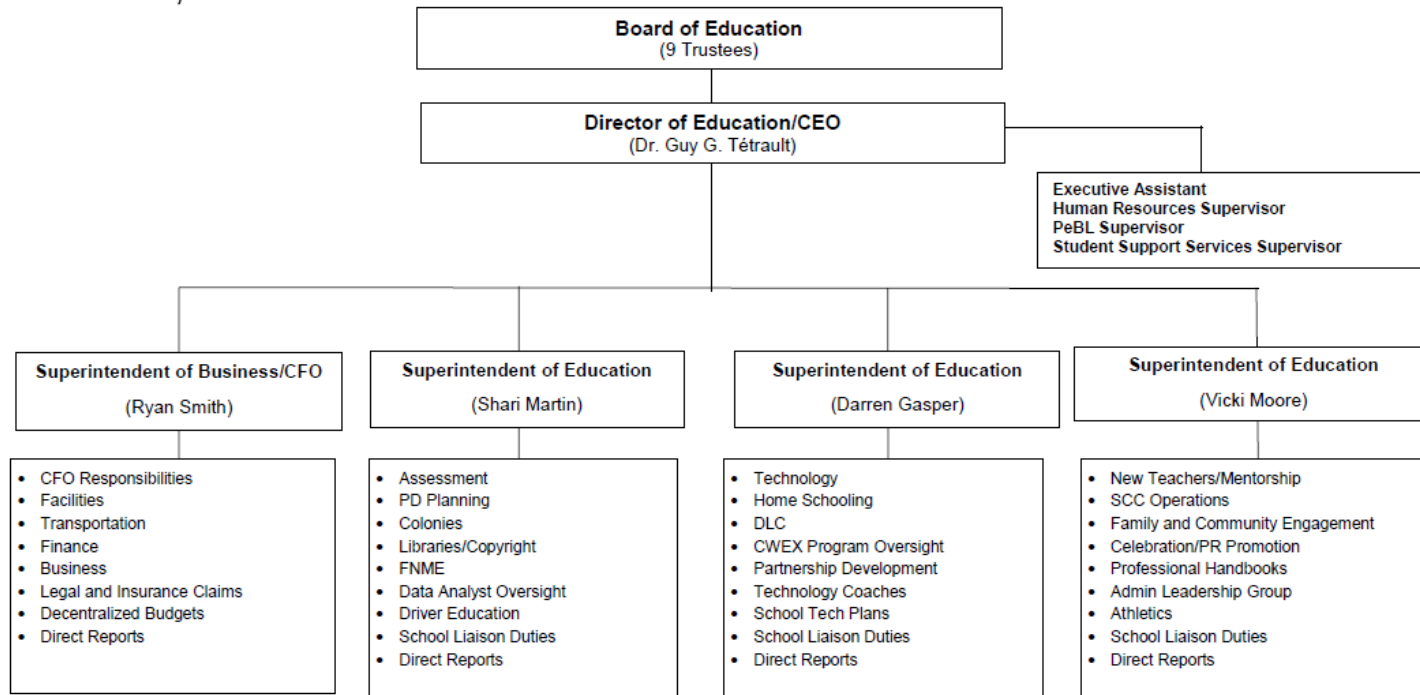 Board of Education
(9 Trustees)
Director of Education/CEO
(Dr. Guy G. Tétrault)
Executive Assistant
Human Resources Supervisor
PeBL Supervisor
Student Support Services Supervisor
Superintendent of Business/CFO
(Ryan Smith)
Superintendent of Education
(Shari Martin)
Superintendent of Education
(Darren Gasper)
Superintendent of Education
(Vicki Moore)
• CFO Responsibilities
• Facilities
• Transportation
• Finance
• Business
• Legal and Insurance Claims
• Decentralized Budgets
• Direct Reports
• Assessment
• PD Planning
• Colonies
• Libraries/Copyright
• FNME
• Data Analyst Oversight
• Driver Education
• School Liaison Duties
• Direct Reports
• Technology
• Home Schooling
• DLC
• CWEX Program Oversight
• Partnership Development
• Technology Coaches
• School Tech Plans
• School Liaison Duties
• Direct Reports
• New Teachers/Mentorship
• SCC Operations
• Family and Community Engagement
• Celebration/PR Promotion
• Professional Handbooks
• Admin Leadership Group
• Athletics
• School Liaison Duties
• Direct Reports